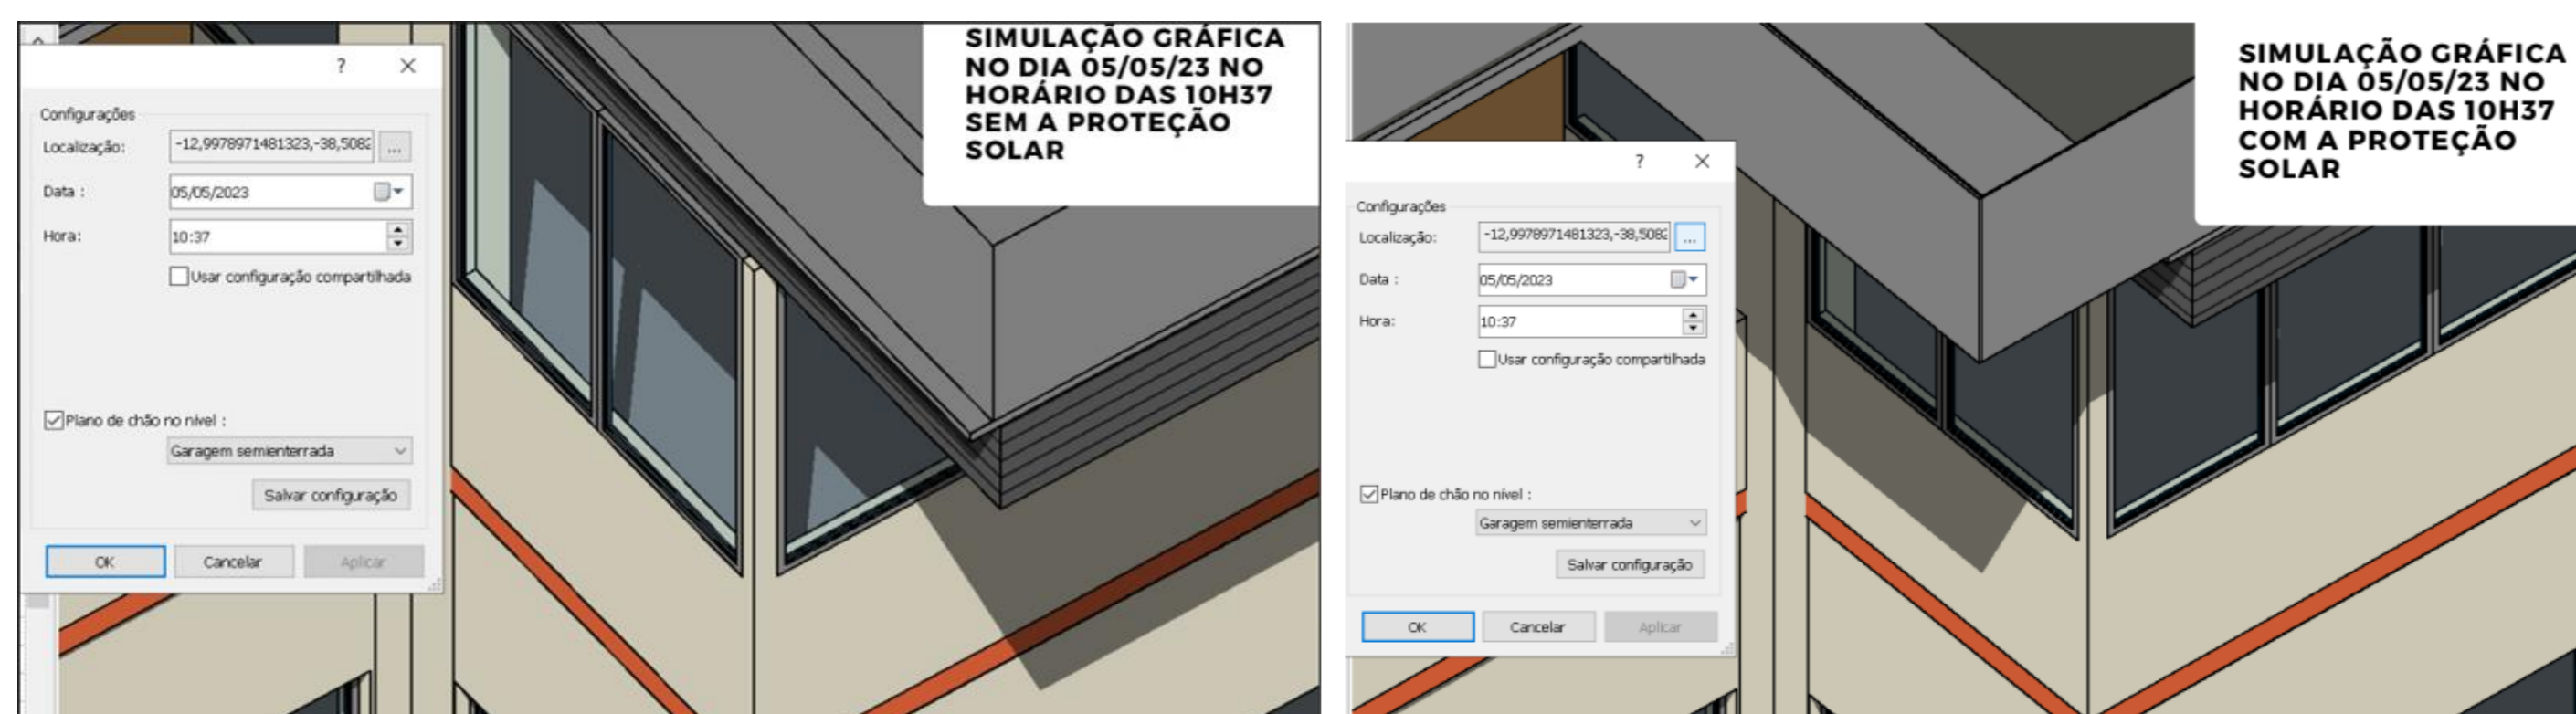 SIMULAÇÃO GRÁFICA
NO DIA 05/05/23 NO
HORÁRIO DAS 10H37
SEM A PROTEÇÃO
SOLAR
?
Configurações
Localização:
-12,9978971481323,-38,5082
...
Data :
05/05/2023
Hora:
10:37
Usar configuração compartilhada
Plano de chão no nível :
Garagem semienterrada
Salvar configuração
OK
Cancelar
Aplicar
SIMULAÇÃO GRÁFICA
NO DIA 05/05/23 NO
HORÁRIO DAS 10H37
COM A PROTEÇÃO
SOLAR
?
Configurações
Localização:
-12,9978971481323,-38,5082
...
Data :
05/05/2023
Hora:
10:37
Usar configuração compartilhada
Plano de chão no nível :
Garagem semienterrada
Salvar configuração
OK
Cancelar
Aplicar